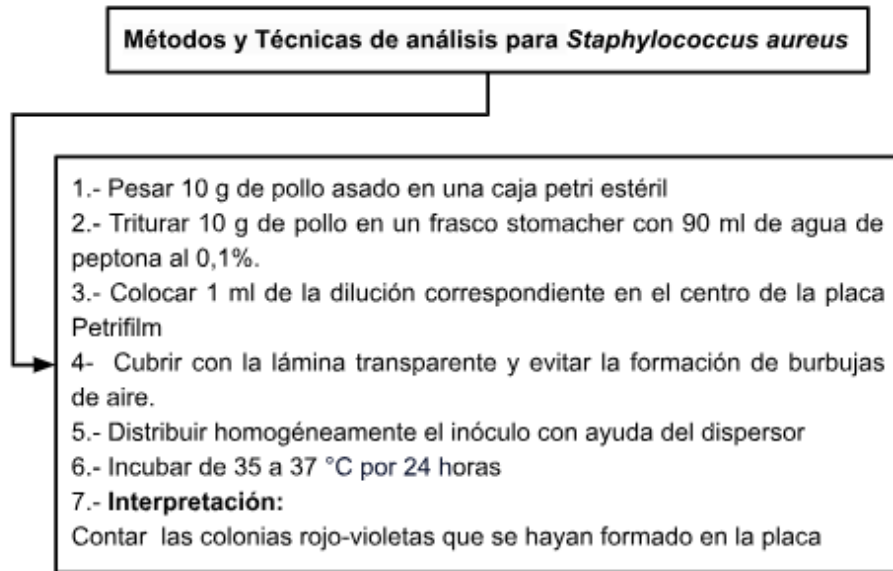 Métodos y Técnicas de análisis para Staphylococcus aureus
1.- Pesar 10 g de pollo asado en una caja petri estéril
2.- Triturar 10 g de pollo en un frasco stomacher con 90 ml de agua de
peptona al 0,1%.
3.- Colocar 1 ml de la dilución correspondiente en el centro de la placa
Petrifilm
4- Cubrir con la lámina transparente y evitar la formación de burbujas
de aire.
5.- Distribuir homogéneamente el inóculo con ayuda del dispersor
6.- Incubar de 35 a 37 °C por 24 horas
7.- Interpretación:
Contar las colonias rojo-violetas que se hayan formado en la placa